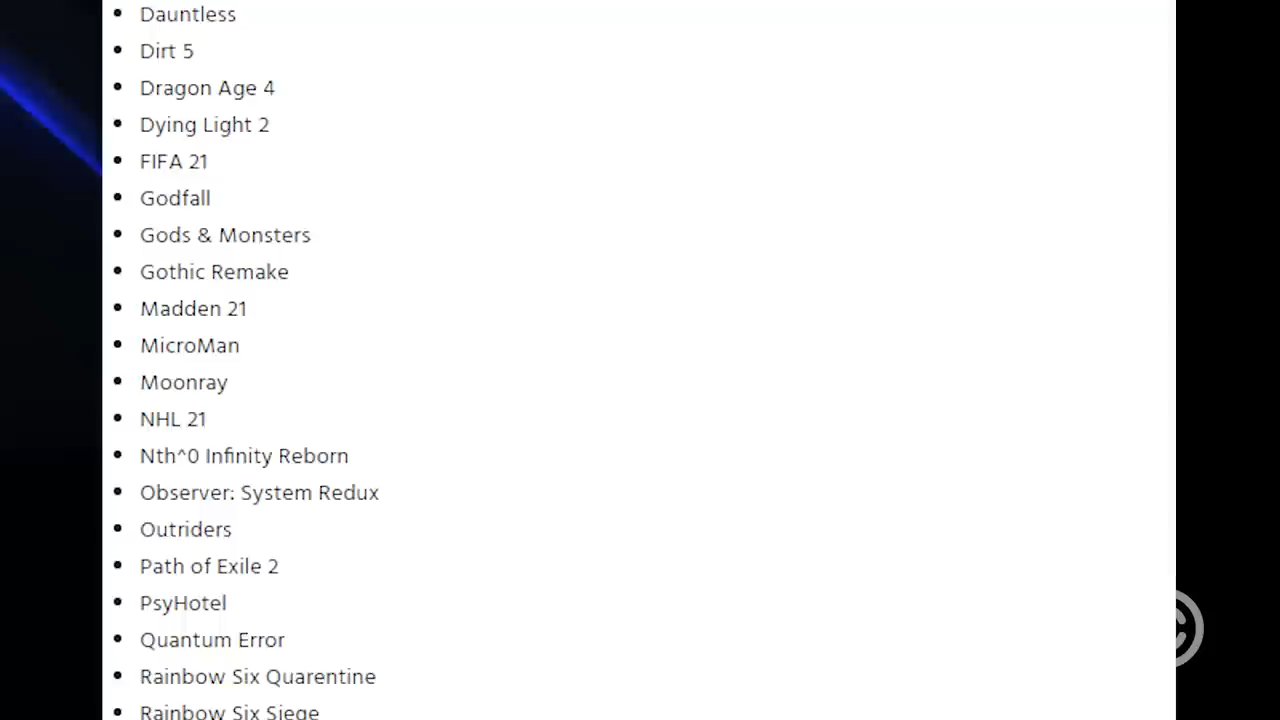 Dauntless
Dirt 5
Dragon Age 4
Dying Light 2
FIFA 21
Godfall
Gods & Monsters
Gothic Remake
Madden 21
MicroMan
Moonray
NHL 21
Nth^0 Infinity Reborn
Observer: System Redux
Outriders
Path of Exile 2
PsyHotel
Quantum Error
Rainbow Six Quarentine
Rainbow Six Siege